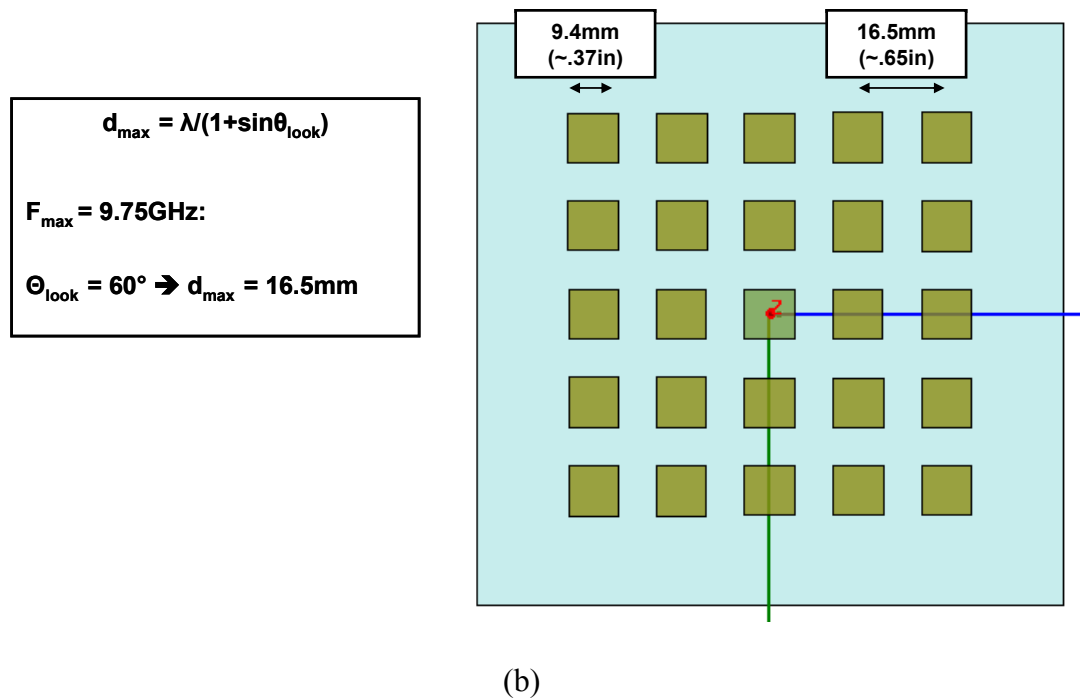 9.4mm
(~.37in)
16.5mm
(~.65in)
dmax = λ/(1+sinθlook)
Fmax = 9.75GHz:
Θlook = 60° ➔ dmax = 16.5mm
Z
(b)